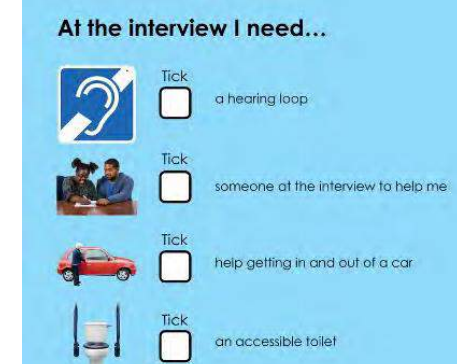 At the interview I need...
Tick
a hearing loop
Tick
someone at the interview to help me
Tick
help getting in and out of a car
Tick
an accessible toilet